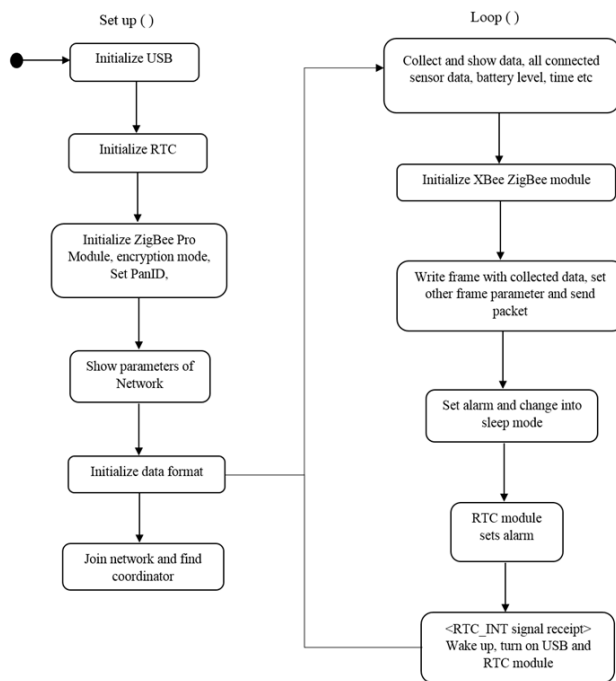 Set up ( )
Initialize USB
Initialize RTC
Initialize ZigBee Pro
Module, encryption mode,
Set PanID,
Show parameters of
Network
Initialize data format
Join network and find
coordinator
Loop ( )
Collect and show data, all connected
sensor data, battery level, time etc
Initialize XBee ZigBee module
Write frame with collected data, set
other frame parameter and send
packet
Set alarm and change into
sleep mode
RTC module
sets alarm
<RTC_INT signal receipt>
Wake up, turn on USB and
RTC module